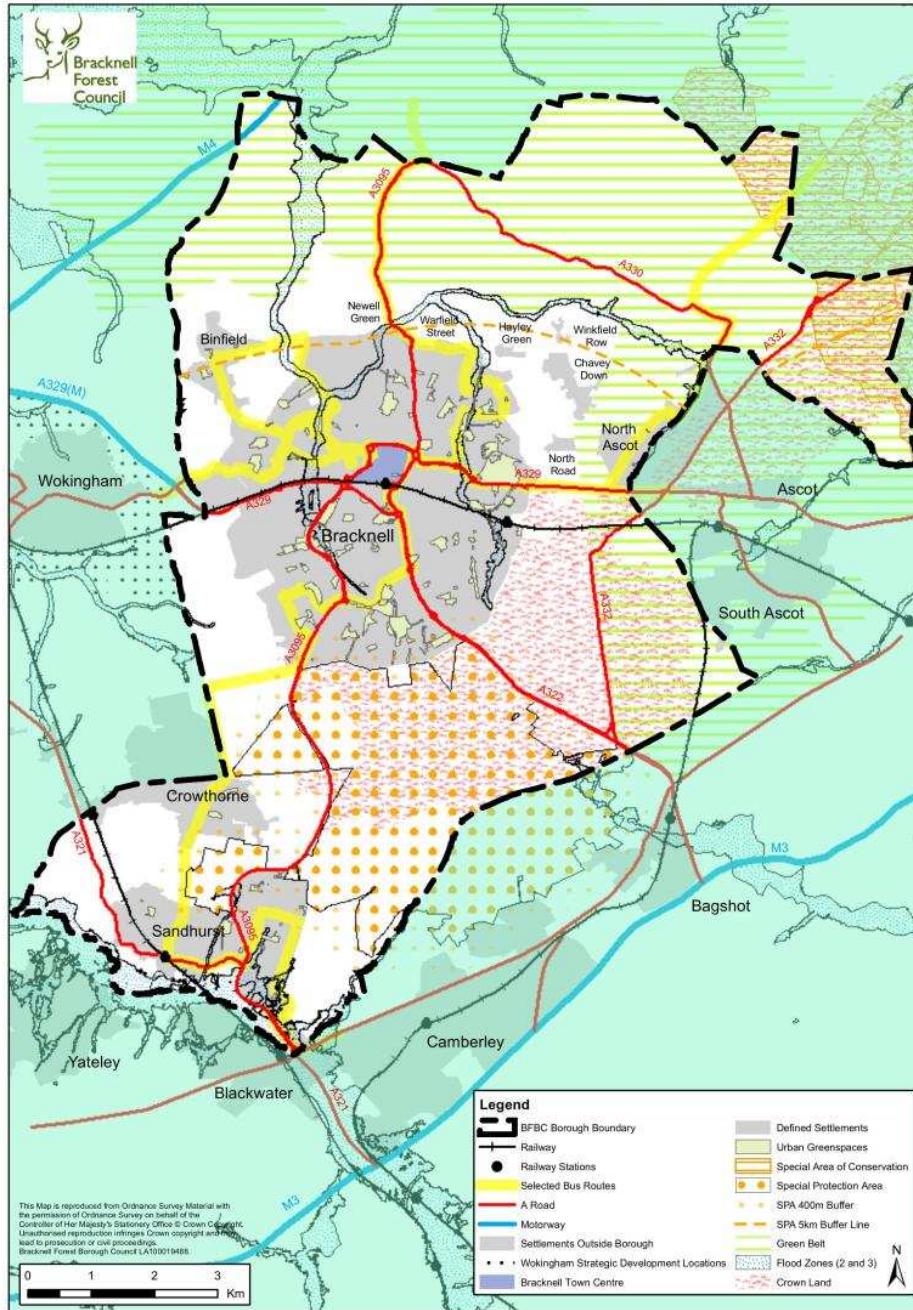 Bracknell
Forest
Council
M4
A3095
A330
A332
Newell
Green
Warfield
Street
Hayley
Green
Winkfield
Row
Chavey
Down
Binfield
A329(M)
North
Ascot
North
Road
A329
Wokingham
A329
Ascot
Bracknell
A332
South Ascot
A3095
A322
Crowthorne
A321
M3
Bagshot
Sandhurst
A3095
Camberley
Yateley
Blackwater
A321
M3
Legend
BFBC Borough Boundary
Railway
Railway Stations
Selected Bus Routes
A Road
Motorway
Settlements Outside Borough
Wokingham Strategic Development Locations
Bracknell Town Centre
Defined Settlements
Urban Greenspaces
Special Area of Conservation
Special Protection Area
SPA 400m Buffer
SPA 5km Buffer Line
Green Belt
Flood Zones (2 and 3)
Crown Land
N
This Map is reproduced from Ordnance Survey Material with
the permission of Ordnance Survey on behalf of the
Controller of Her Majesty's Stationery Office © Crown Copyright.
Unauthorised reproduction infringes Crown copyright and may
lead to prosecution or civil proceedings.
Bracknell Forest Borough Council LA100019488.
0 1 2 3
Km